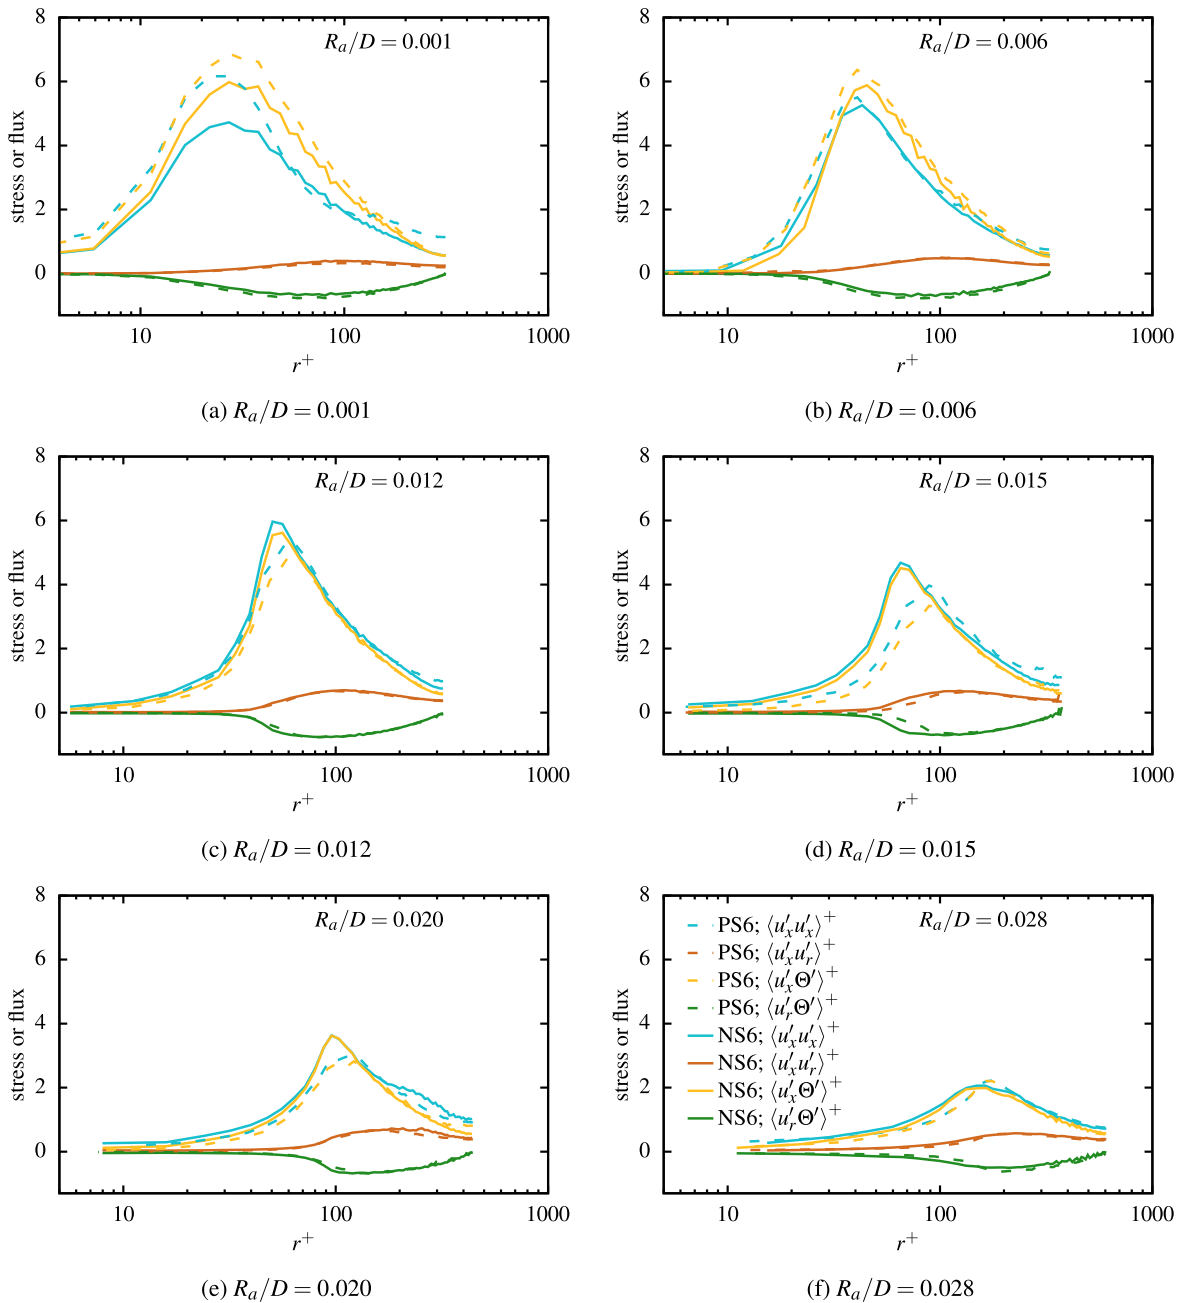 8
6
4
2
0
stress or flux
R_a/D = 0.001
10
100
1000
r^+
(a) R_a/D = 0.001
8
6
4
2
0
stress or flux
R_a/D = 0.006
10
100
1000
r^+
(b) R_a/D = 0.006
8
6
4
2
0
stress or flux
R_a/D = 0.012
10
100
1000
r^+
(c) R_a/D = 0.012
8
6
4
2
0
stress or flux
R_a/D = 0.015
10
100
1000
r^+
(d) R_a/D = 0.015
8
6
4
2
0
stress or flux
R_a/D = 0.020
10
100
1000
r^+
(e) R_a/D = 0.020
8
6
4
2
0
stress or flux
R_a/D = 0.028
PS6; ⟨u′_x u′_x⟩^+
PS6; ⟨u′_x u′_r⟩^+
PS6; ⟨u′_x Θ′⟩^+
PS6; ⟨u′_r Θ′⟩^+
NS6; ⟨u′_x u′_x⟩^+
NS6; ⟨u′_x u′_r⟩^+
NS6; ⟨u′_x Θ′⟩^+
NS6; ⟨u′_r Θ′⟩^+
10
100
1000
r^+
(f) R_a/D = 0.028